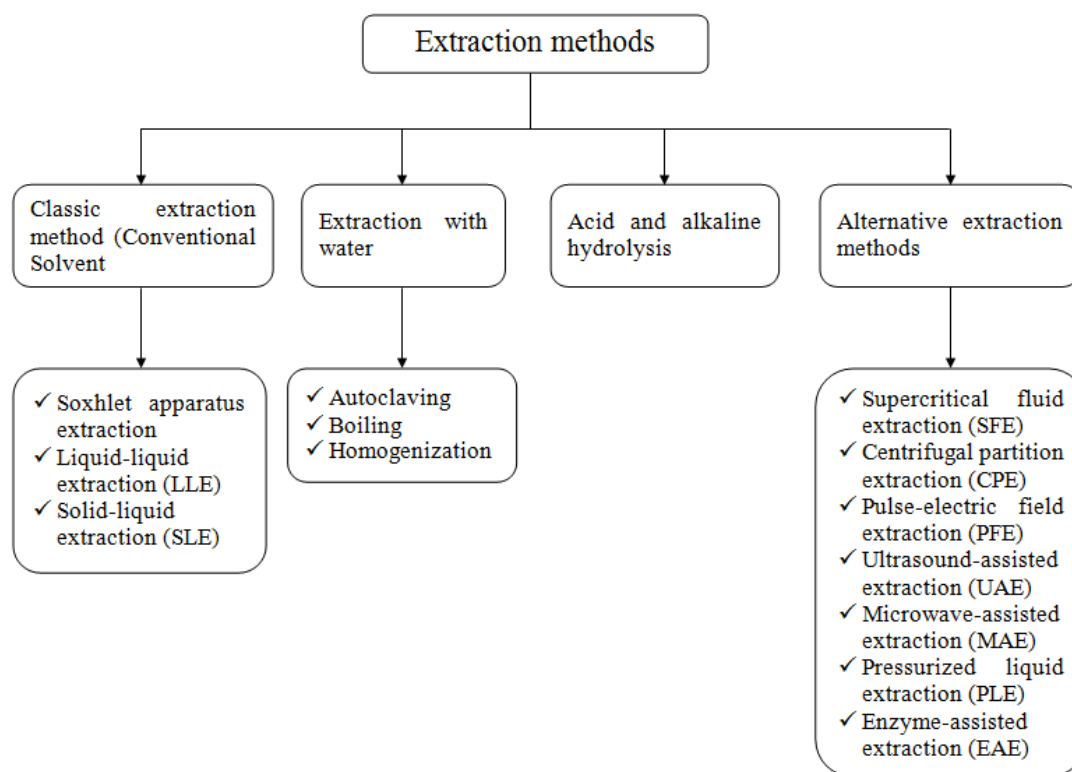 Extraction methods
Classic extraction
method (Conventional
Solvent
Extraction with
water
Acid and alkaline
hydrolysis
Alternative extraction
methods
✓ Soxhlet apparatus
extraction
✓ Liquid-liquid
extraction (LLE)
✓ Solid-liquid
extraction (SLE)
✓ Autoclaving
✓ Boiling
✓ Homogenization
✓ Supercritical fluid
extraction (SFE)
✓ Centrifugal partition
extraction (CPE)
✓ Pulse-electric field
extraction (PFE)
✓ Ultrasound-assisted
extraction (UAE)
✓ Microwave-assisted
extraction (MAE)
✓ Pressurized liquid
extraction (PLE)
✓ Enzyme-assisted
extraction (EAE)